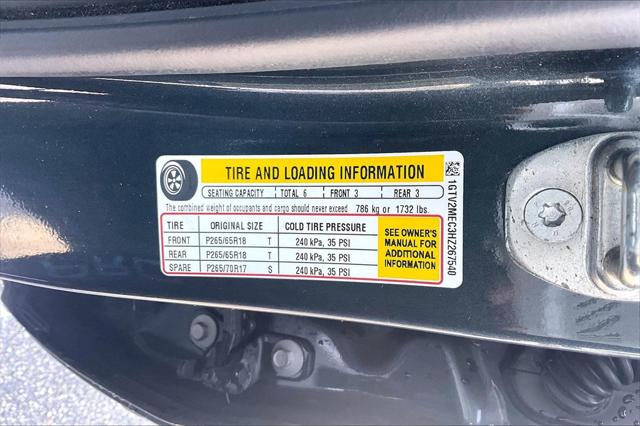 TIRE AND LOADING INFORMATION
SEATING CAPACITY TOTAL 6 FRONT 3 REAR 3
The combined weight of occupants and cargo should never exceed 786 kg or 1732 lbs.
TIRE ORIGINAL SIZE COLD TIRE PRESSURE
FRONT P265/65R18 T 240 kPa, 35 PSI
REAR P265/65R18 T 240 kPa, 35 PSI
SPARE P265/70R17 S 240 kPa, 35 PSI
SEE OWNER'S
MANUAL FOR
ADDITIONAL
INFORMATION
1GTV2MEC3HZ267540